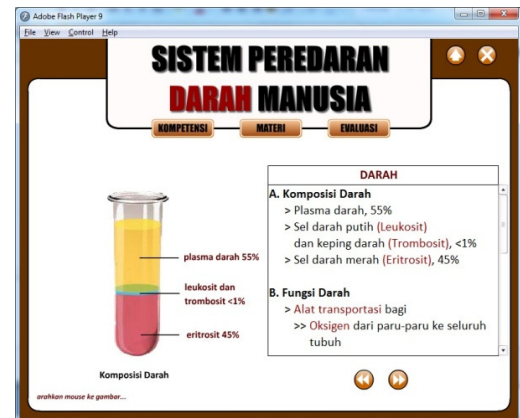 Adobe Flash Player 9
File View Control Help
SISTEM PEREDARAN
DARAH MANUSIA
KOMPETENSI
MATERI
EVALUASI
plasma darah 55%
leukosit dan
trombosit <1%
eritrosit 45%
Komposisi Darah
arahkan mouse ke gambar...
DARAH
A. Komposisi Darah
> Plasma darah, 55%
> Sel darah putih (Leukosit)
dan keping darah (Trombosit), <1%
> Sel darah merah (Eritrosit), 45%
B. Fungsi Darah
> Alat transportasi bagi
>> Oksigen dari paru-paru ke seluruh
tubuh